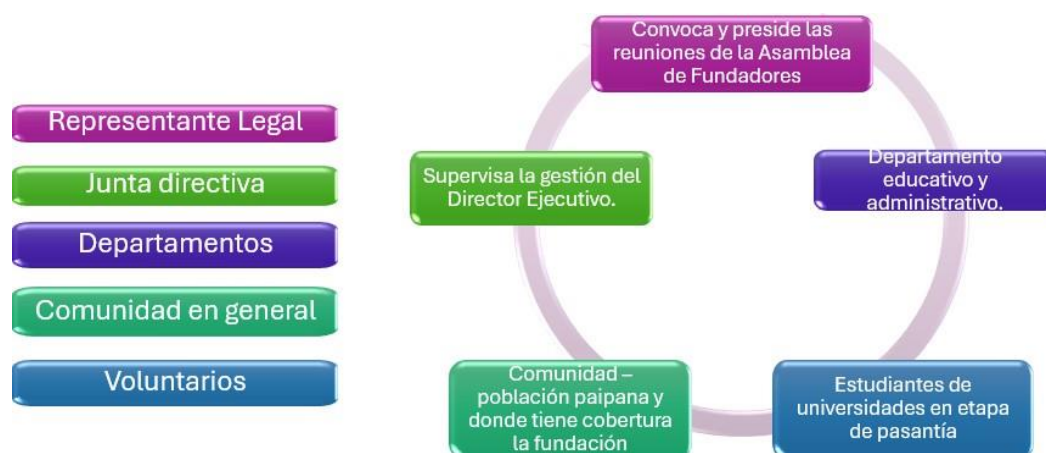 Representante Legal
Junta directiva
Departamentos
Comunidad en general
Voluntarios
Convoca y preside las
reuniones de la Asamblea
de Fundadores
Supervisa la gestión del
Director Ejecutivo.
Departamento
educativo y
administrativo.
Comunidad –
población paipana y
donde tiene cobertura
la fundación
Estudiantes de
universidades en etapa
de pasantía